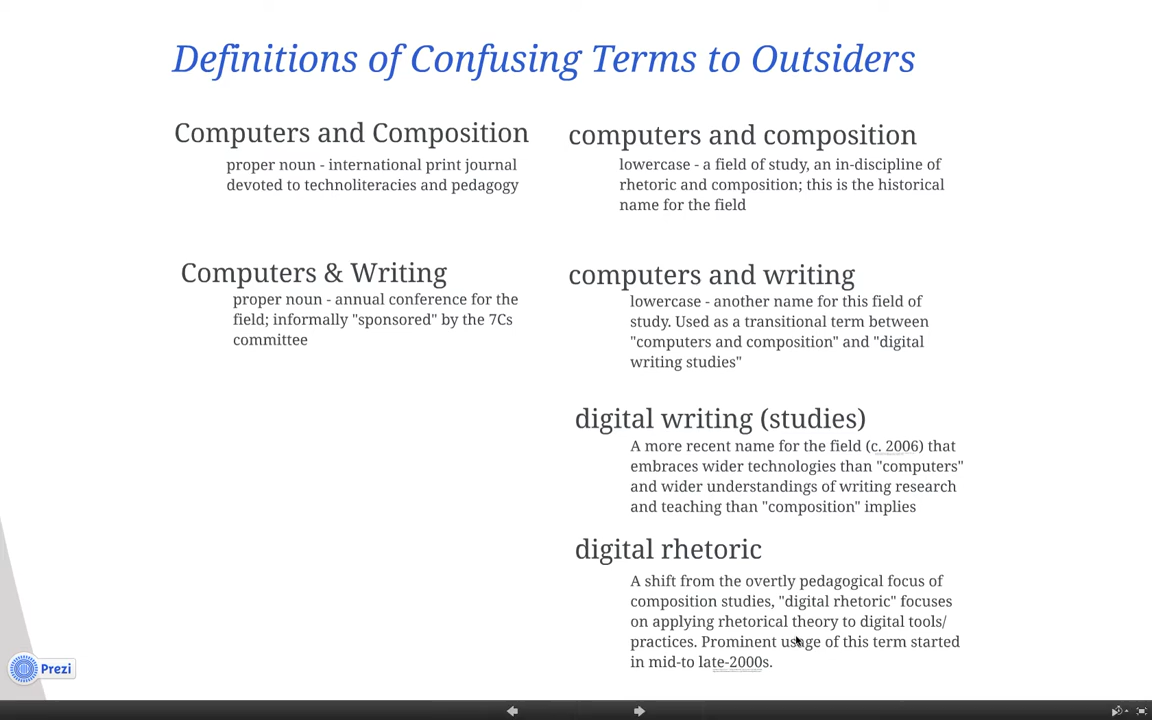 Definitions of Confusing Terms to Outsiders
Computers and Composition
proper noun - international print journal
devoted to technoliteracies and pedagogy
computers and composition
lowercase - a field of study, an in-discipline of
rhetoric and composition; this is the historical
name for the field
Computers & Writing
proper noun - annual conference for the
field; informally "sponsored" by the 7Cs
committee
computers and writing
lowercase - another name for this field of
study. Used as a transitional term between
"computers and composition" and "digital
writing studies"
digital writing (studies)
A more recent name for the field (c. 2006) that
embraces wider technologies than "computers"
and wider understandings of writing research
and teaching than "composition" implies
digital rhetoric
A shift from the overtly pedagogical focus of
composition studies, "digital rhetoric" focuses
on applying rhetorical theory to digital tools/
practices. Prominent usage of this term started
in mid-to late-2000s.
Prezi